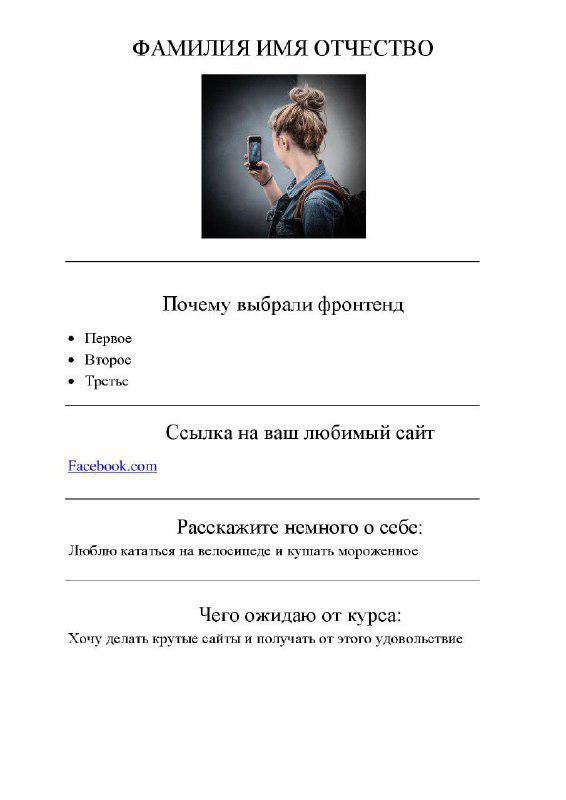 ФАМИЛИЯ ИМЯ ОТЧЕСТВО
Почему выбрали фронтенд
Первое
Второе
Третье
Ссылка на ваш любимый сайт
Facebook.com
Расскажите немного о себе:
Люблю кататься на велосипеде и кушать мороженное
Чего ожидаю от курса:
Хочу делать крутые сайты и получать от этого удовольствие